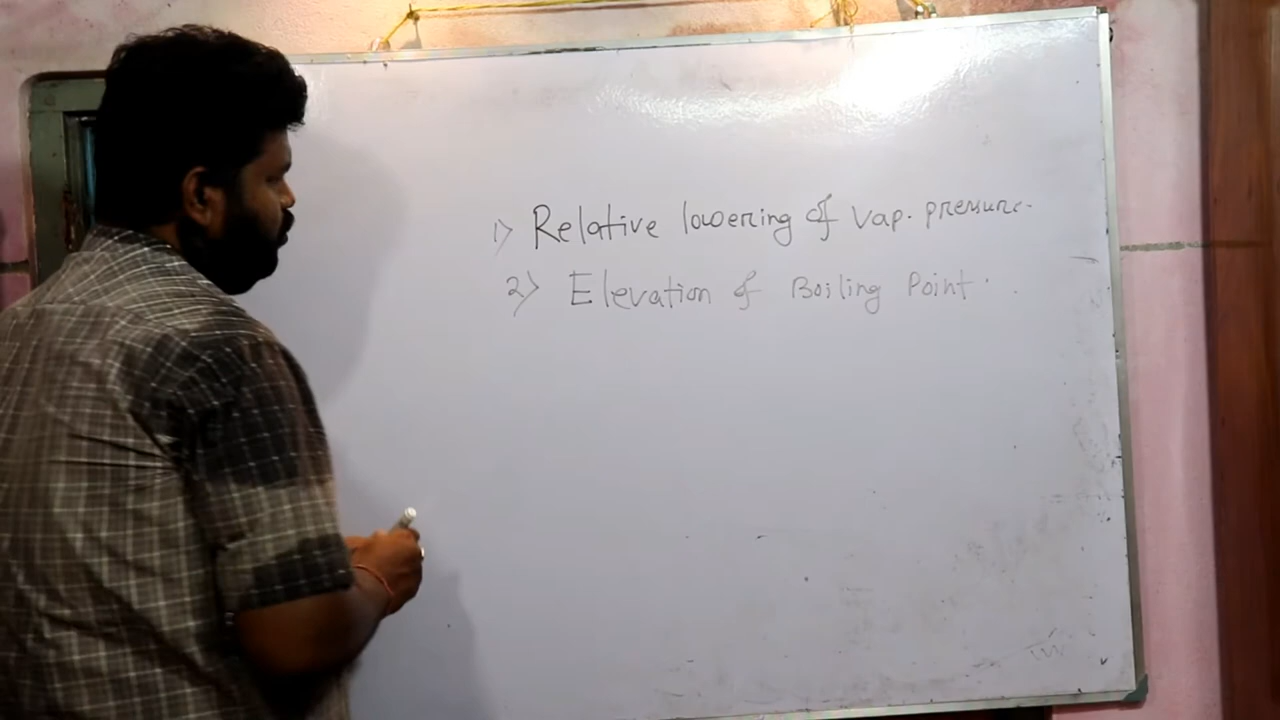 1) Relative lowering of vap. pressure.
2) Elevation of Boiling Point.